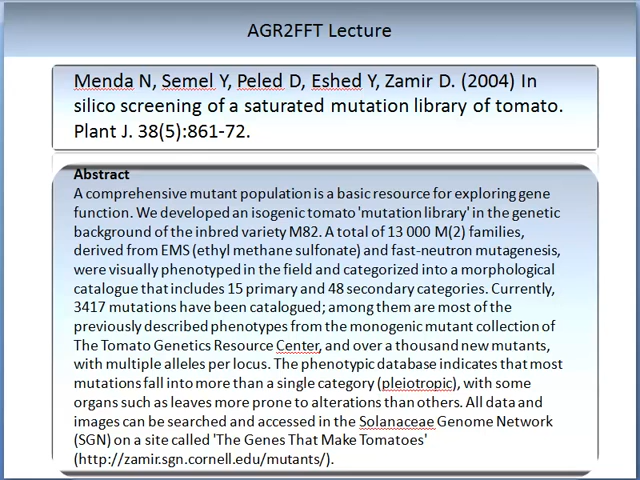 AGR2FFT Lecture
Menda N, Semel Y, Peled D, Eshed Y, Zamir D. (2004) In
silico screening of a saturated mutation library of tomato.
Plant J. 38(5):861-72.
Abstract
A comprehensive mutant population is a basic resource for exploring gene
function. We developed an isogenic tomato 'mutation library' in the genetic
background of the inbred variety M82. A total of 13 000 M(2) families,
derived from EMS (ethyl methane sulfonate) and fast-neutron mutagenesis,
were visually phenotyped in the field and categorized into a morphological
catalogue that includes 15 primary and 48 secondary categories. Currently,
3417 mutations have been catalogued; among them are most of the
previously described phenotypes from the monogenic mutant collection of
The Tomato Genetics Resource Center, and over a thousand new mutants,
with multiple alleles per locus. The phenotypic database indicates that most
mutations fall into more than a single category (pleiotropic), with some
organs such as leaves more prone to alterations than others. All data and
images can be searched and accessed in the Solanaceae Genome Network
(SGN) on a site called 'The Genes That Make Tomatoes'
(http://zamir.sgn.cornell.edu/mutants/).